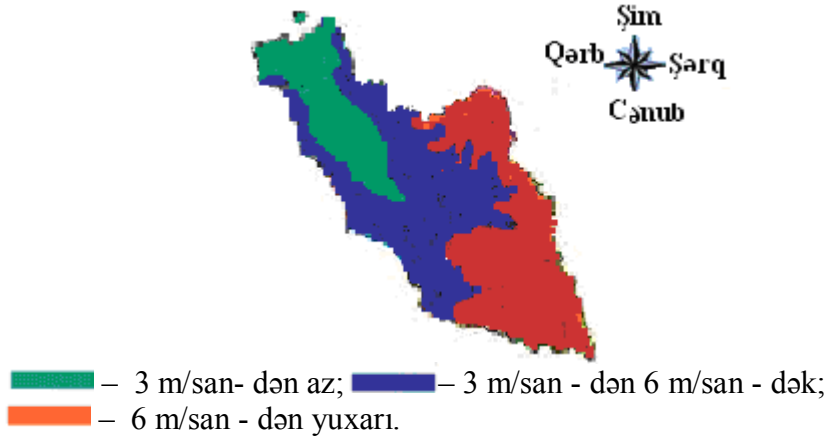 Şim
Qərb Şərq
Cənub
– 3 m/san- dən az; – 3 m/san - dən 6 m/san - dək;
– 6 m/san - dən yuxarı.